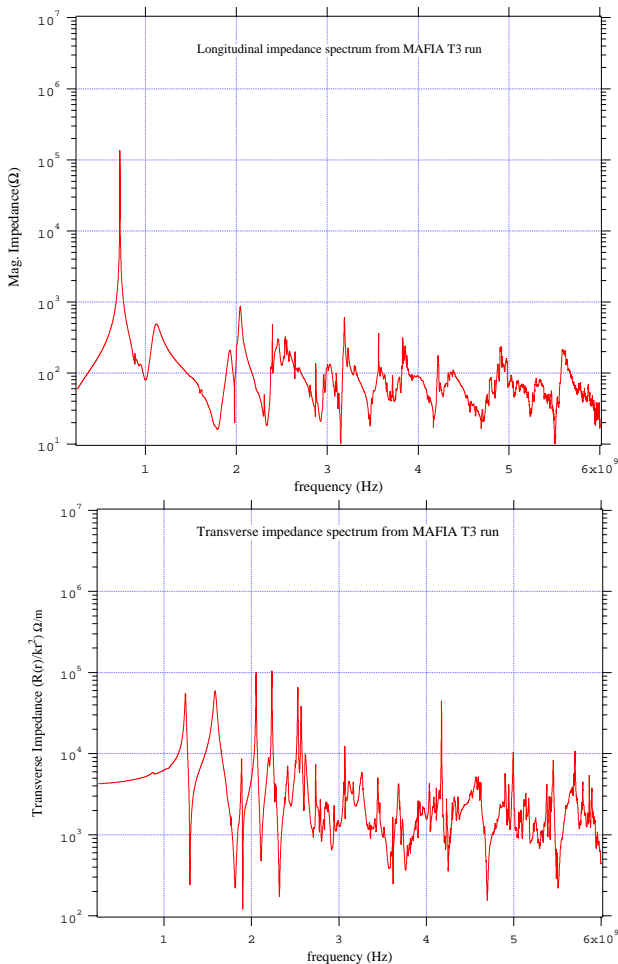 10^7
Longitudinal impedance spectrum from MAFIA T3 run
10^6
10^5
10^4
10^3
10^2
10^1
Mag. Impedance(Ω)
1 2 3 4 5 6x10^9
frequency (Hz)
10^7
Transverse impedance spectrum from MAFIA T3 run
10^6
10^5
10^4
10^3
10^2
Transverse Impedance (R(r)/kr^2) Ω/m
1 2 3 4 5 6x10^9
frequency (Hz)